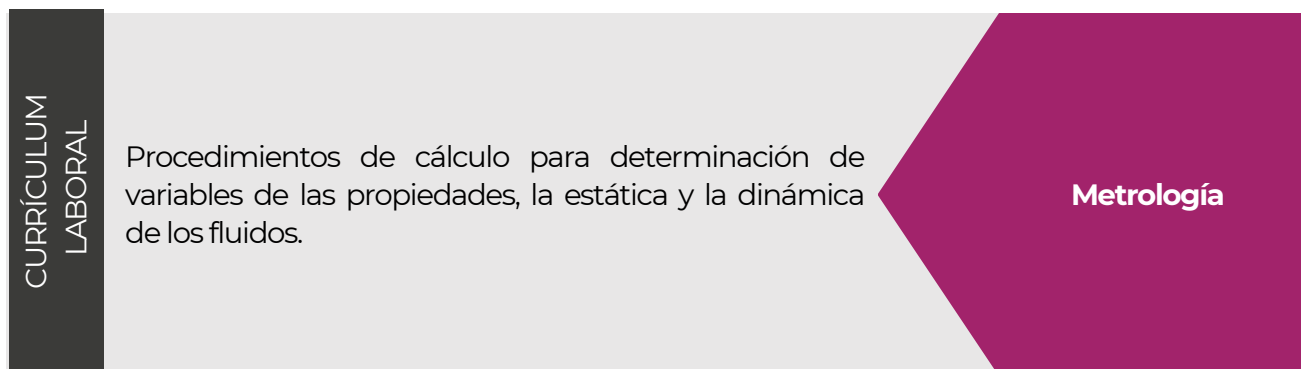 CURRÍCULUM
LABORAL
Procedimientos de cálculo para determinación de
variables de las propiedades, la estática y la dinámica
de los fluidos.
Metrología